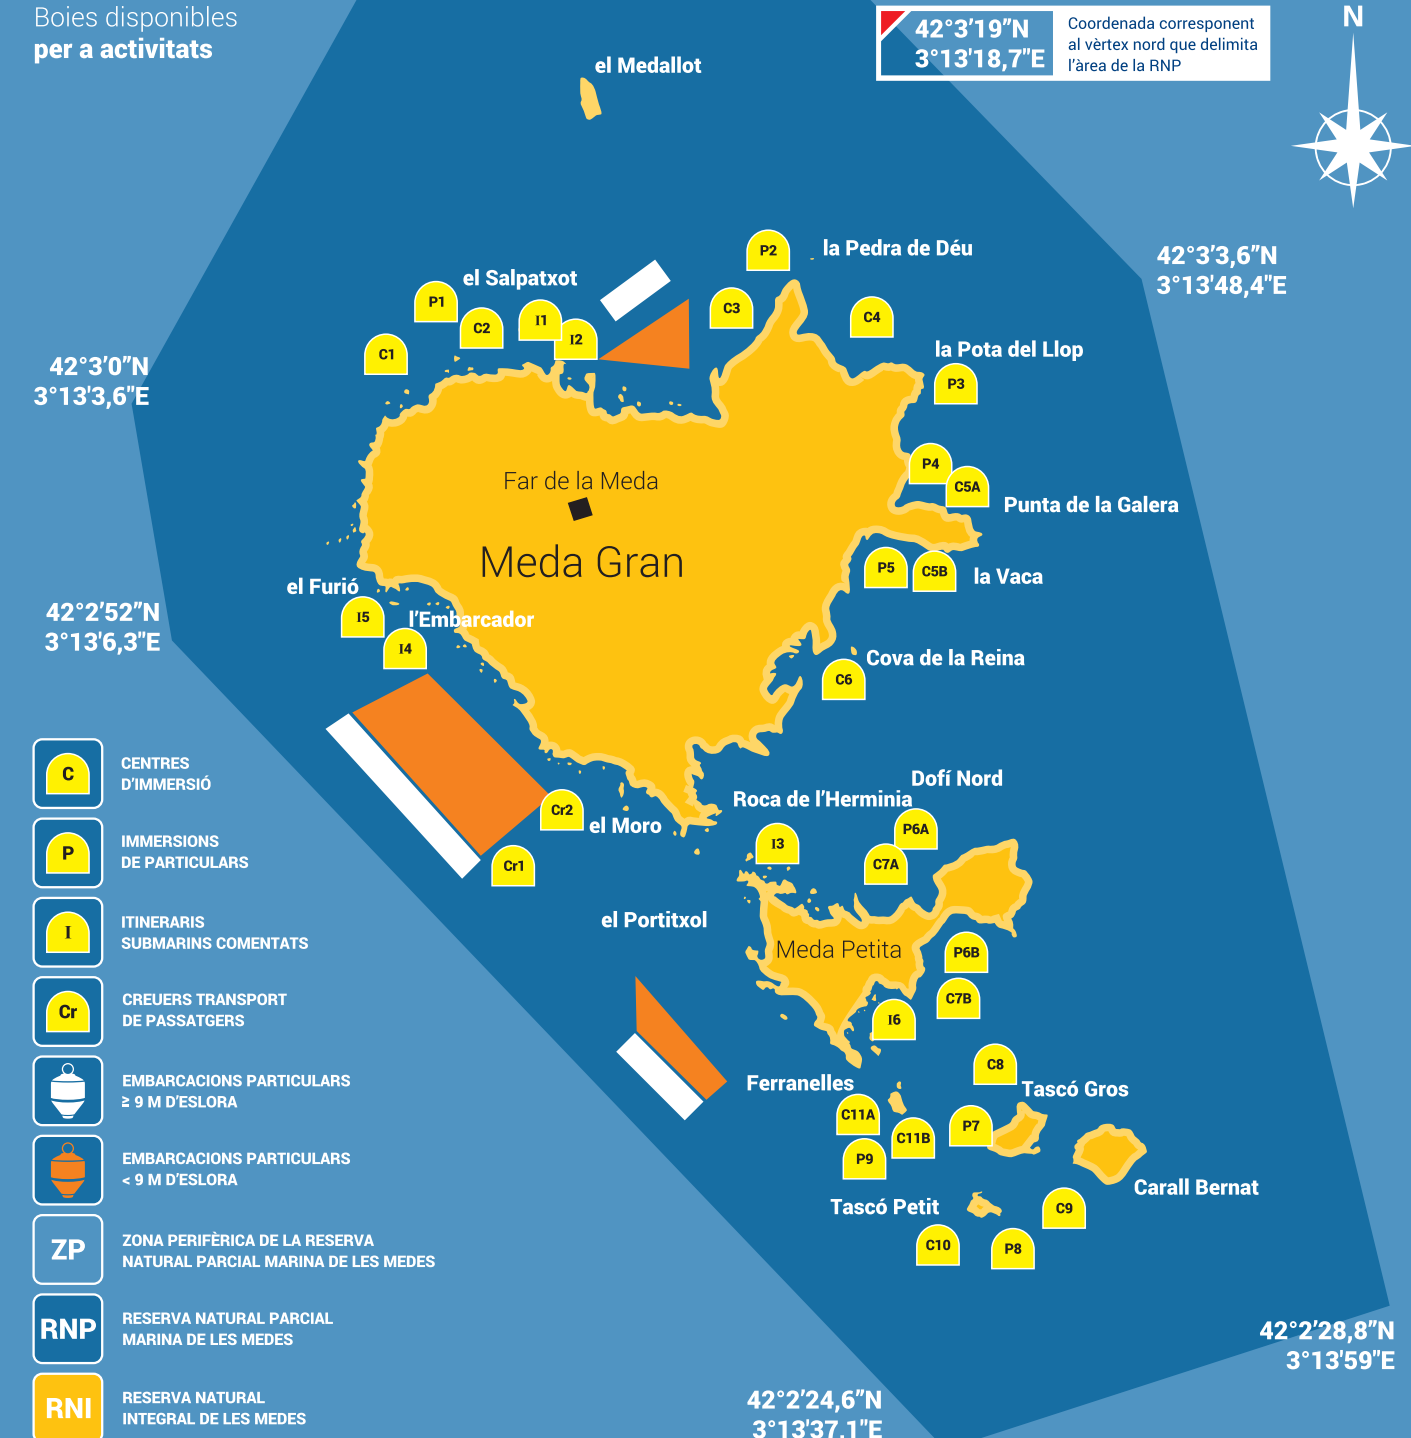 Boies disponibles
per a activitats
42°3’19”N
3°13’18,7"E
Coordenada corresponent
al vèrtex nord que delimita
l’àrea de la RNP
N
el Medallot
P2
la Pedra de Déu
42°3’3,6”N
3°13’48,4"E
el Salpatxot
P1
C2
I1
I2
C1
C3
C4
la Pota del Llop
P3
42°3’0”N
3°13'3,6"E
P4
C5A
Punta de la Galera
Far de la Meda
Meda Gran
P5
C5B
la Vaca
el Furió
I5
l’Embarcador
I4
42°2’52”N
3°13'6,3"E
Cova de la Reina
C6
Dofí Nord
Roca de l’Herminia
P6A
I3
C7A
Cr2
el Moro
Cr1
el Portitxol
Meda Petita
P6B
C7B
I6
C8
Ferranelles
Tascó Gros
C11A
C11B
P7
P9
Carall Bernat
Tascó Petit
C9
C10
P8
42°2’28,8”N
3°13'59"E
42°2’24,6”N
3°13'37,1"E
C
CENTRES
D’IMMERSIÓ
P
IMMERSIONS
DE PARTICULARS
I
ITINERARIS
SUBMARINS COMENTATS
Cr
CREUERS TRANSPORT
DE PASSATGERS
EMBARCACIONS PARTICULARS
≥ 9 M D’ESLORA
EMBARCACIONS PARTICULARS
< 9 M D’ESLORA
ZP
ZONA PERIFÈRICA DE LA RESERVA
NATURAL PARCIAL MARINA DE LES MEDES
RNP
RESERVA NATURAL PARCIAL
MARINA DE LES MEDES
RNI
RESERVA NATURAL
INTEGRAL DE LES MEDES